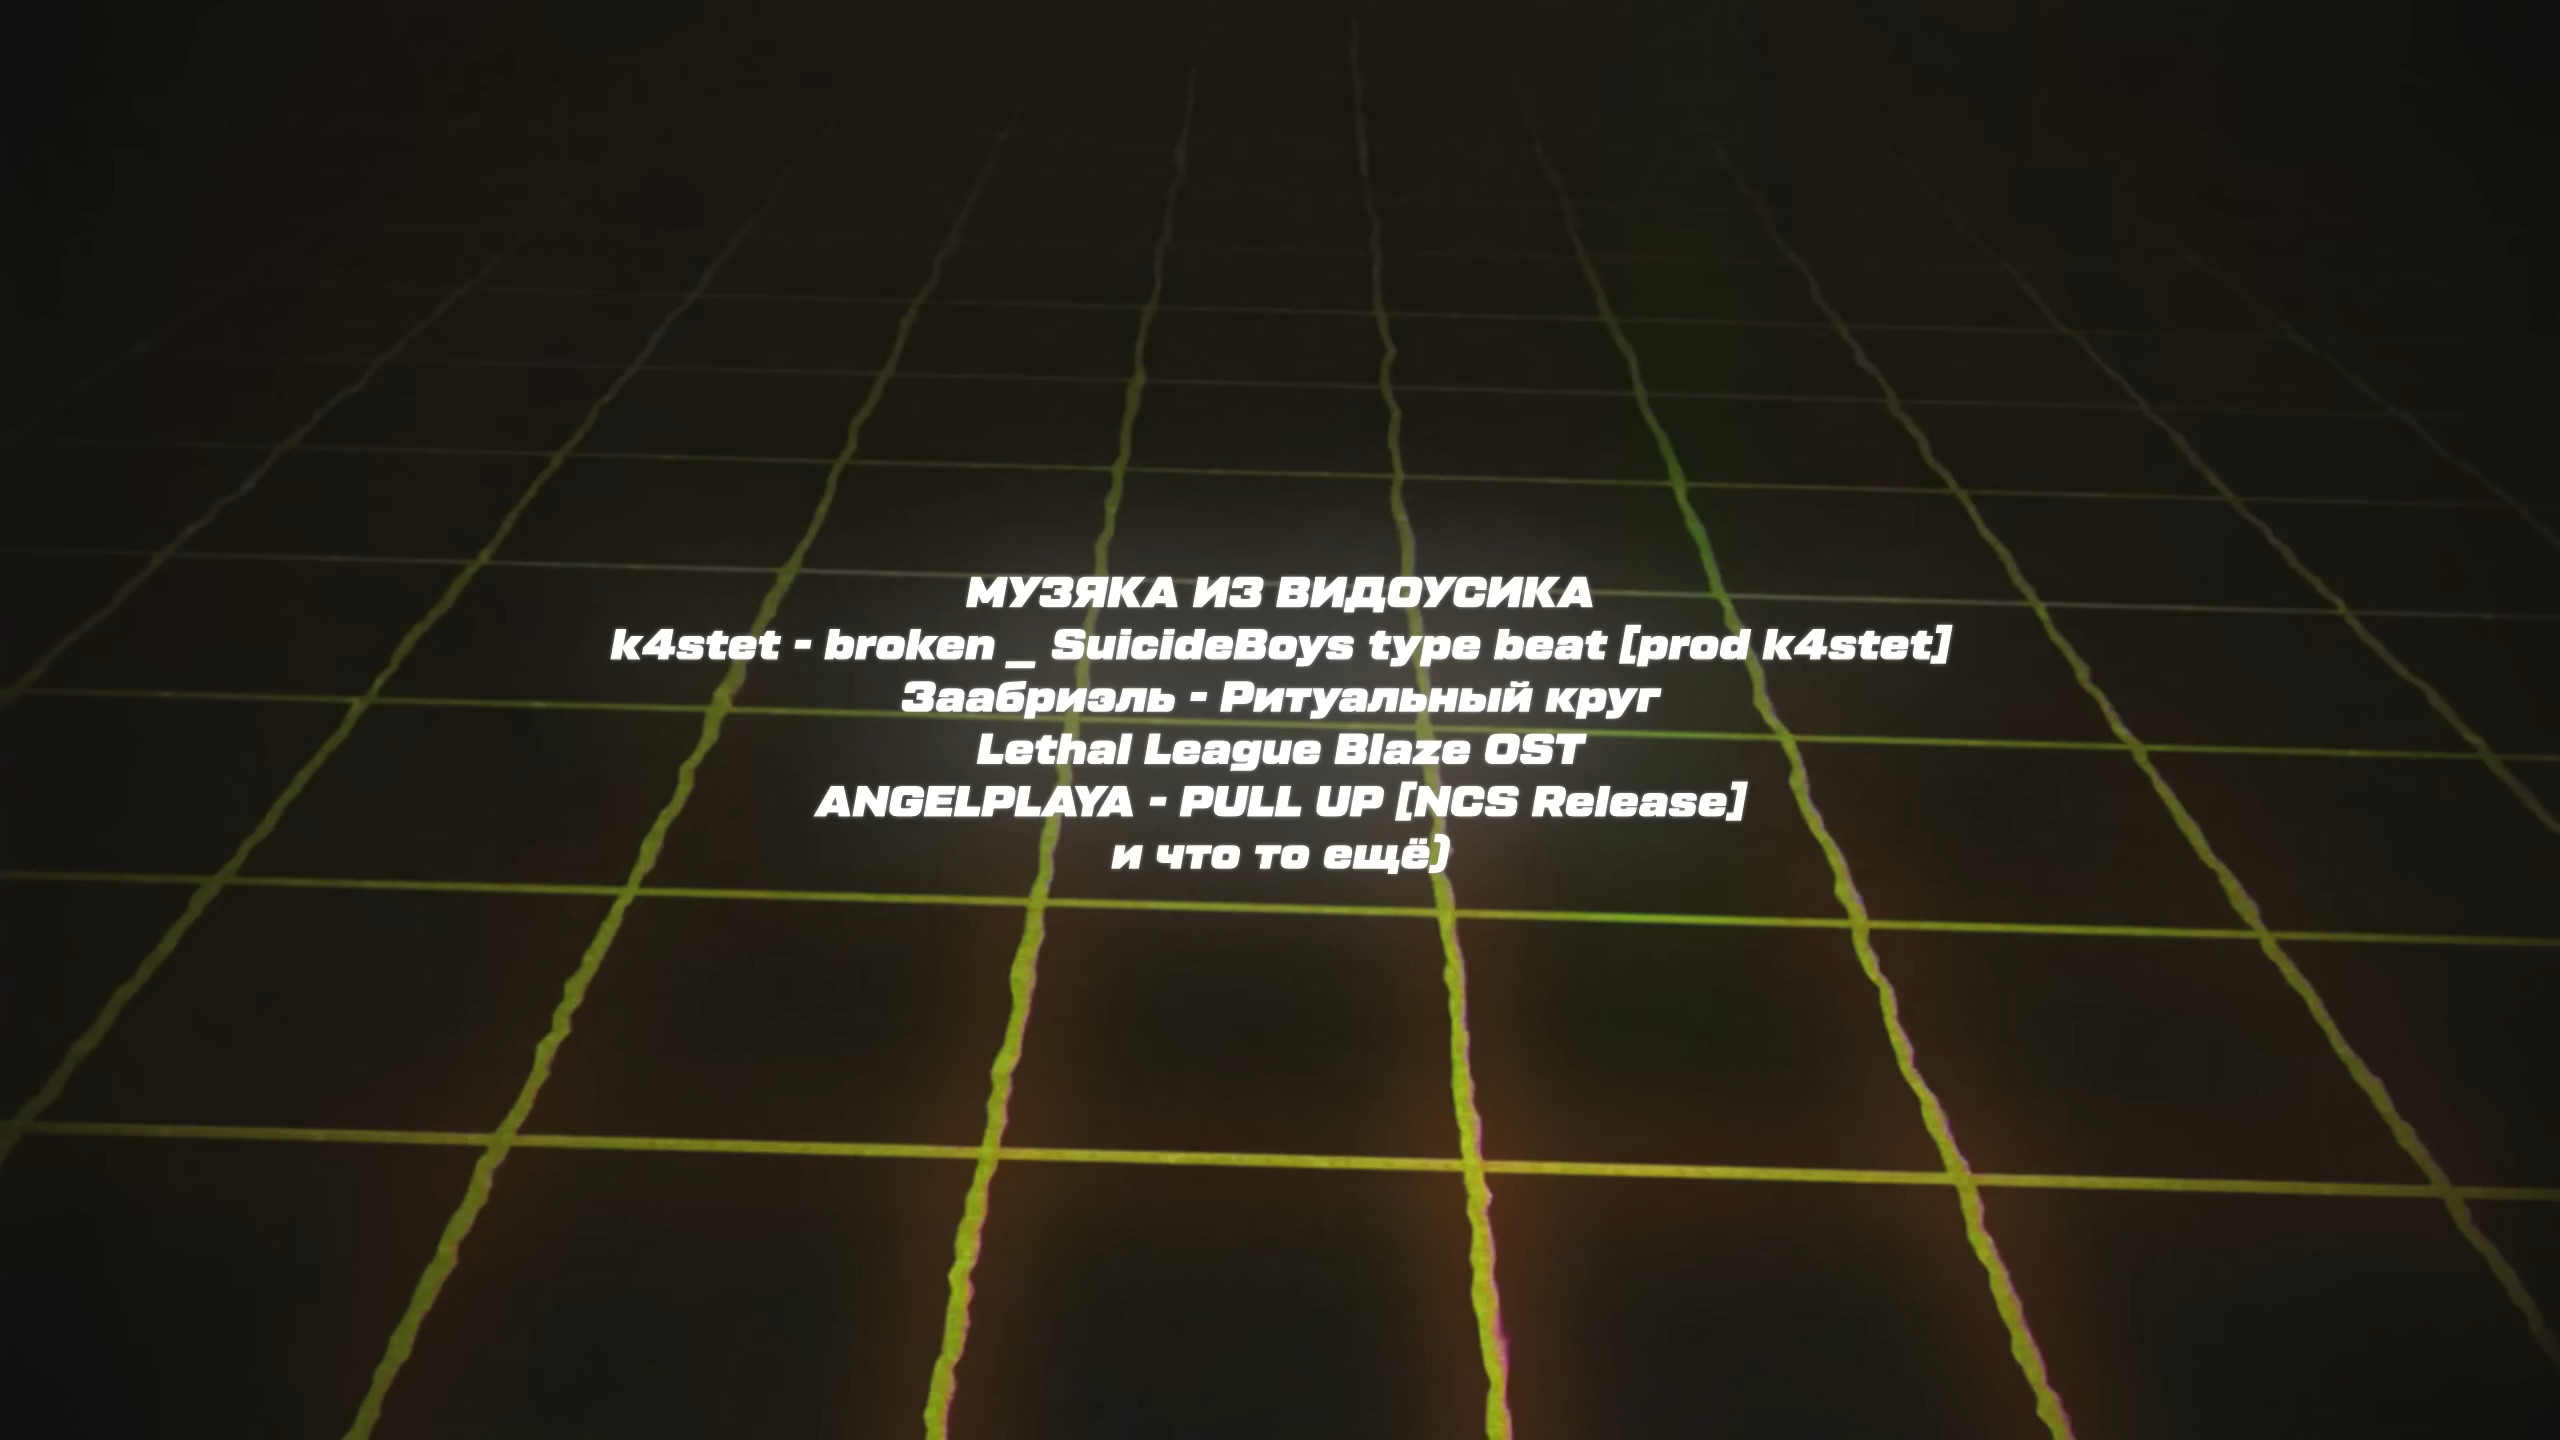 МУЗЯКА ИЗ ВИДОУСИКА
k4stet - broken _ SuicideBoys type beat [prod k4stet]
Заабриэль - Ритуальный круг
Lethal League Blaze OST
ANGELPLAYA - PULL UP [NCS Release]
и что то ещё)